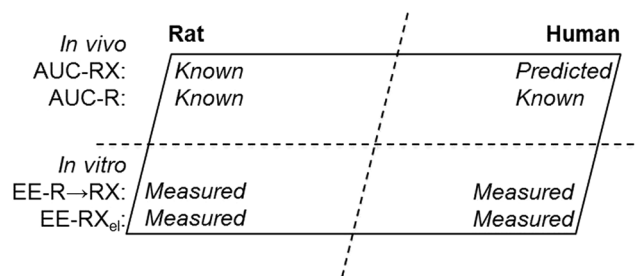 Rat Human
In vivo
AUC-RX: Known Predicted
AUC-R: Known Known
In vitro
EE-R→RX: Measured Measured
EE-RXel: Measured Measured